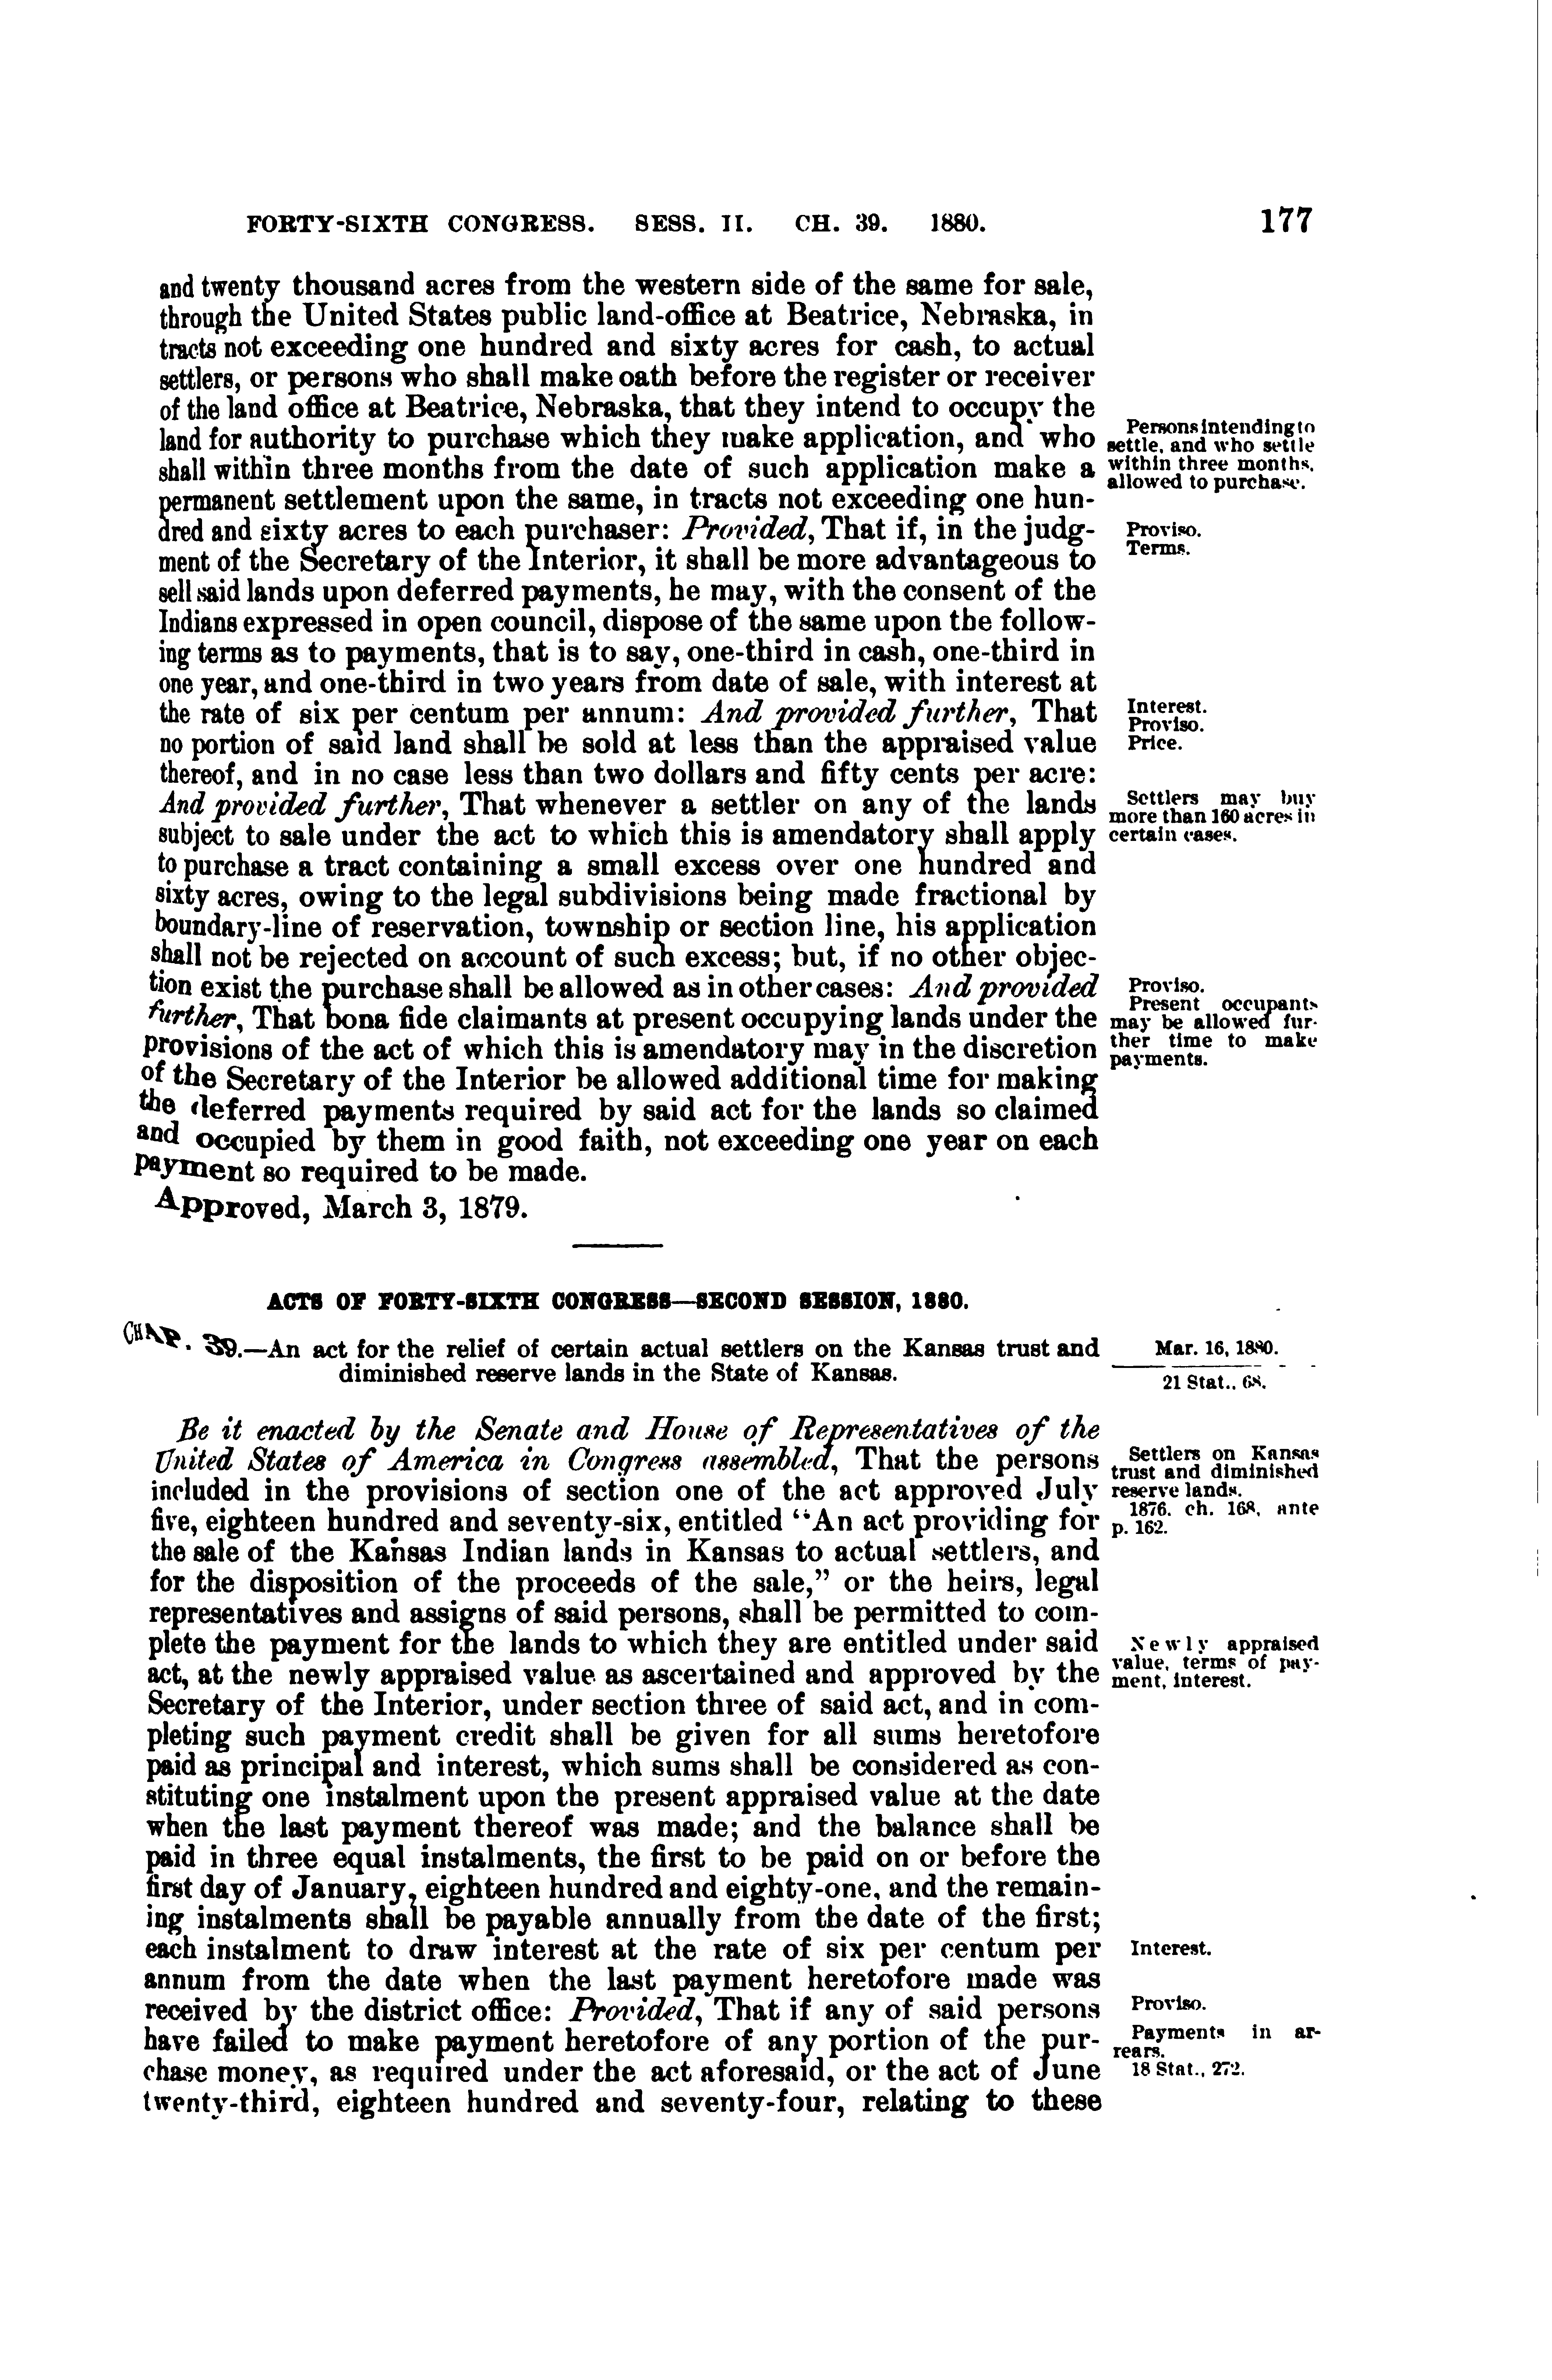 FORTY-SIXTH CONGRESS. SESS. II. CH. 39. 1880. 177
and twenty thousand acres from the western side of the same for sale,
through the United States public land-office at Beatrice, Nebraska, in
tracts not exceeding one hundred and sixty acres for cash, to actual
settlers, or persons who shall make oath before the register or receiver
of the land office at Beatrice, Nebraska, that they intend to occupy the
land for authority to purchase which they make application, and who
shall within three months from the date of such application make a
permanent settlement upon the same, in tracts not exceeding one hun-
dred and sixty acres to each purchaser: Provided, That if, in the judg-
ment of the Secretary of the Interior, it shall be more advantageous to
sell said lands upon deferred payments, he may, with the consent of the
Indians expressed in open council, dispose of the same upon the follow-
ing terms as to payments, that is to say, one-third in cash, one-third in
one year, and one-third in two years from date of sale, with interest at
the rate of six per centum per annum: And provided further, That
no portion of said land shall be sold at less than the appraised value
thereof, and in no case less than two dollars and fifty cents per acre:
And provided further, That whenever a settler on any of the lands
subject to sale under the act to which this is amendatory shall apply
to purchase a tract containing a small excess over one hundred and
sixty acres, owing to the legal subdivisions being made fractional by
boundary-line of reservation, township or section line, his application
shall not be rejected on account of such excess; but, if no other objec-
tion exist the purchase shall be allowed as in other cases: And provided
further, That bona fide claimants at present occupying lands under the
provisions of the act of which this is amendatory may in the discretion
of the Secretary of the Interior be allowed additional time for making
the deferred payments required by said act for the lands so claimed
and occupied by them in good faith, not exceeding one year on each
payment so required to be made.
Approved, March 3, 1879.
Persons intending to
settle, and who settle
within three months,
allowed to purchase.
Proviso.
Terms.
Interest.
Proviso.
Price.
Settlers may buy
more than 160 acres in
certain cases.
Proviso.
Present occupants
may be allowed fur-
ther time to make
payments.
ACTS OF FORTY-SIXTH CONGRESS—SECOND SESSION, 1880.
CHAP. 39.—An act for the relief of certain actual settlers on the Kansas trust and
diminished reserve lands in the State of Kansas.
Mar. 16, 1880.
21 Stat., 68.
Be it enacted by the Senate and House of Representatives of the
United States of America in Congress assembled, That the persons
included in the provisions of section one of the act approved July
five, eighteen hundred and seventy-six, entitled “An act providing for
the sale of the Kansas Indian lands in Kansas to actual settlers, and
for the disposition of the proceeds of the sale,” or the heirs, legal
representatives and assigns of said persons, shall be permitted to com-
plete the payment for the lands to which they are entitled under said
act, at the newly appraised value as ascertained and approved by the
Secretary of the Interior, under section three of said act, and in com-
pleting such payment credit shall be given for all sums heretofore
paid as principal and interest, which sums shall be considered as con-
stituting one instalment upon the present appraised value at the date
when the last payment thereof was made; and the balance shall be
paid in three equal instalments, the first to be paid on or before the
first day of January, eighteen hundred and eighty-one, and the remain-
ing instalments shall be payable annually from the date of the first;
each instalment to draw interest at the rate of six per centum per
annum from the date when the last payment heretofore made was
received by the district office: Provided, That if any of said persons
have failed to make payment heretofore of any portion of the pur-
chase money, as required under the act aforesaid, or the act of June
twenty-third, eighteen hundred and seventy-four, relating to these
Settlers on Kansas
trust and diminished
reserve lands.
1876. ch. 168, ante
p. 162.
Newly appraised
value, terms of pay-
ment, interest.
Interest.
Proviso.
Payments in ar-
rears.
18 Stat., 272.